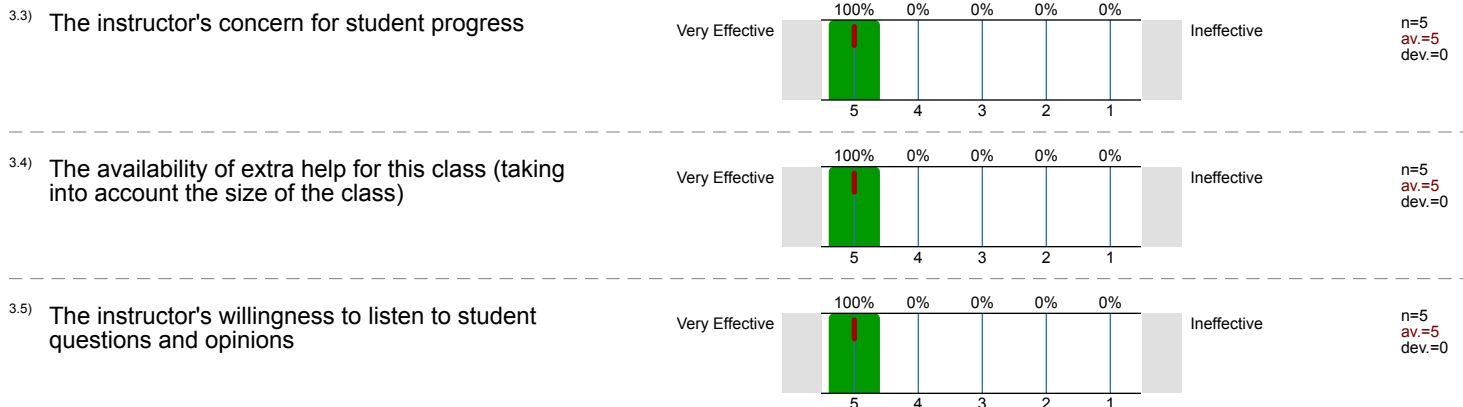 3.3) The instructor's concern for student progress
100% 0% 0% 0% 0%
Very Effective Ineffective
5 4 3 2 1
n=5
av.=5
dev.=0
3.4) The availability of extra help for this class (taking
into account the size of the class)
100% 0% 0% 0% 0%
Very Effective Ineffective
5 4 3 2 1
n=5
av.=5
dev.=0
3.5) The instructor's willingness to listen to student
questions and opinions
100% 0% 0% 0% 0%
Very Effective Ineffective
5 4 3 2 1
n=5
av.=5
dev.=0